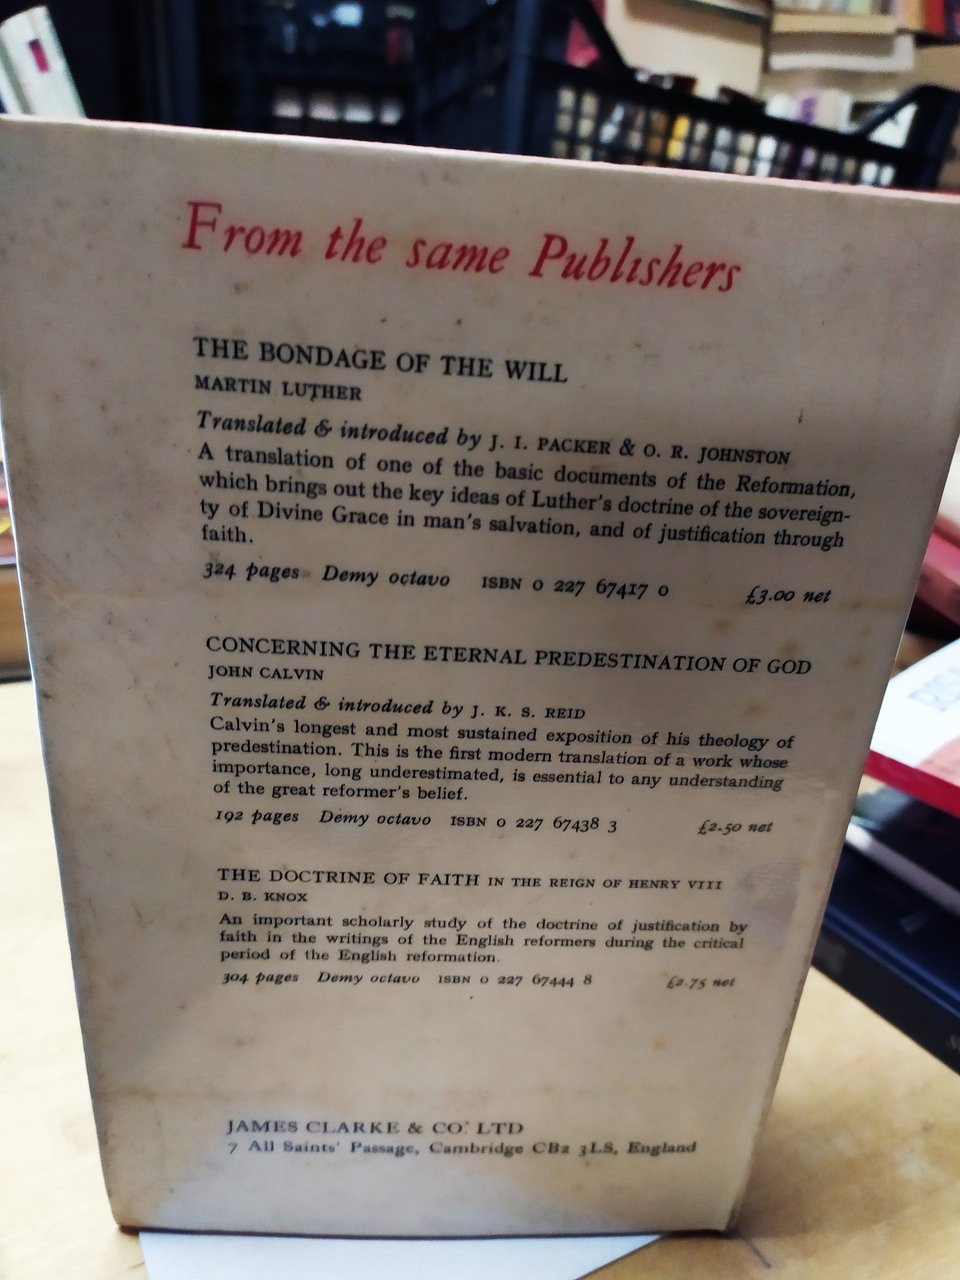 From the same Publishers
THE BONDAGE OF THE WILL
MARTIN LUTHER
Translated & introduced by J. I. PACKER & O. R. JOHNSTON
A translation of one of the basic documents of the Reformation,
which brings out the key ideas of Luther's doctrine of the sovereign-
ty of Divine Grace in man's salvation, and of justification through
faith.
324 pages Demy octavo ISBN 0 227 67417 0 £3.00 net
CONCERNING THE ETERNAL PREDESTINATION OF GOD
JOHN CALVIN
Translated & introduced by J. K. S. REID
Calvin's longest and most sustained exposition of his theology of
predestination. This is the first modern translation of a work whose
importance, long underestimated, is essential to any understanding
of the great reformer's belief.
192 pages Demy octavo ISBN 0 227 67438 3 £2.50 net
THE DOCTRINE OF FAITH IN THE REIGN OF HENRY VIII
D. B. KNOX
An important scholarly study of the doctrine of justification by
faith in the writings of the English reformers during the critical
period of the English reformation.
304 pages Demy octavo ISBN 0 227 67444 8 £2.75 net
JAMES CLARKE & CO. LTD
7 All Saints' Passage, Cambridge CB2 3LS, England